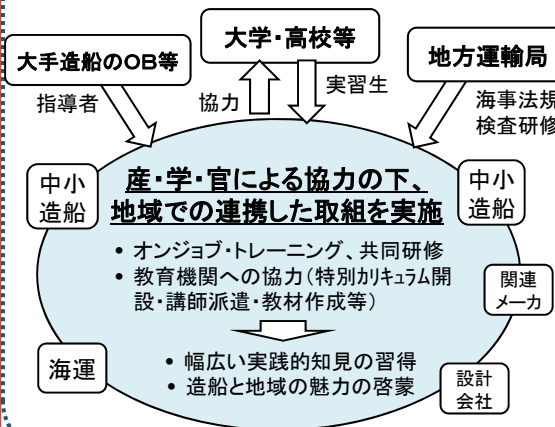 大手造船のOB等
大学・高校等
地方運輸局
指導者
協力
実習生
海事法規
検査研修
中小
造船
産・学・官による協力の下、
地域での連携した取組を実施
中小
造船
• オンジョブ・トレーニング、共同研修
• 教育機関への協力(特別カリキュラム開
設・講師派遣・教材作成等)
関連
メーカ
• 幅広い実践的知見の習得
• 造船と地域の魅力の啓蒙
海運
設計
会社